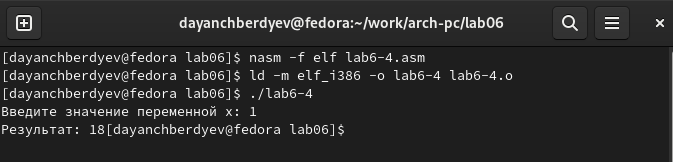 dayanchberdyev@fedora:~/work/arch-pc/lab06
[dayanchberdyev@fedora lab06]$ nasm -f elf lab6-4.asm
[dayanchberdyev@fedora lab06]$ ld -m elf_i386 -o lab6-4 lab6-4.o
[dayanchberdyev@fedora lab06]$ ./lab6-4
Введите значение переменной x: 1
Результат: 18[dayanchberdyev@fedora lab06]$